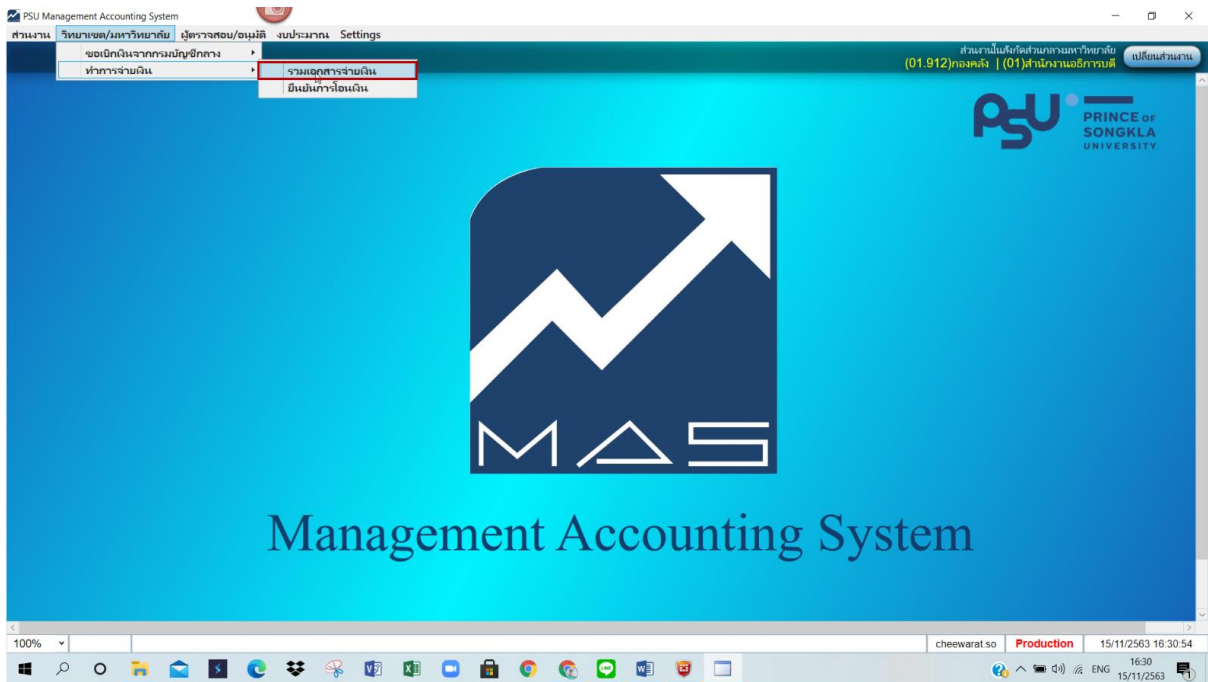 PSU Management Accounting System
ส่วนงาน วิทยาเขต/มหาวิทยาลัย ผู้ตรวจสอบ/อนุมัติ งบประมาณ Settings
ขอเบิกเงินจากกรมบัญชีกลาง
ทำการจ่ายเงิน
รวมเอกสารจ่ายเงิน
ยืนยันการโอนเงิน
ส่วนงานในสังกัดส่วนกลางมหาวิทยาลัย
(01.912)กองคลัง | (01)สำนักงานอธิการบดี
เปลี่ยนส่วนงาน
PSU
PRINCE OF
SONGKLA
UNIVERSITY
MAS
Management Accounting System
100%
cheewarat.so Production 15/11/2563 16:30:54
ENG
16:30
15/11/2563